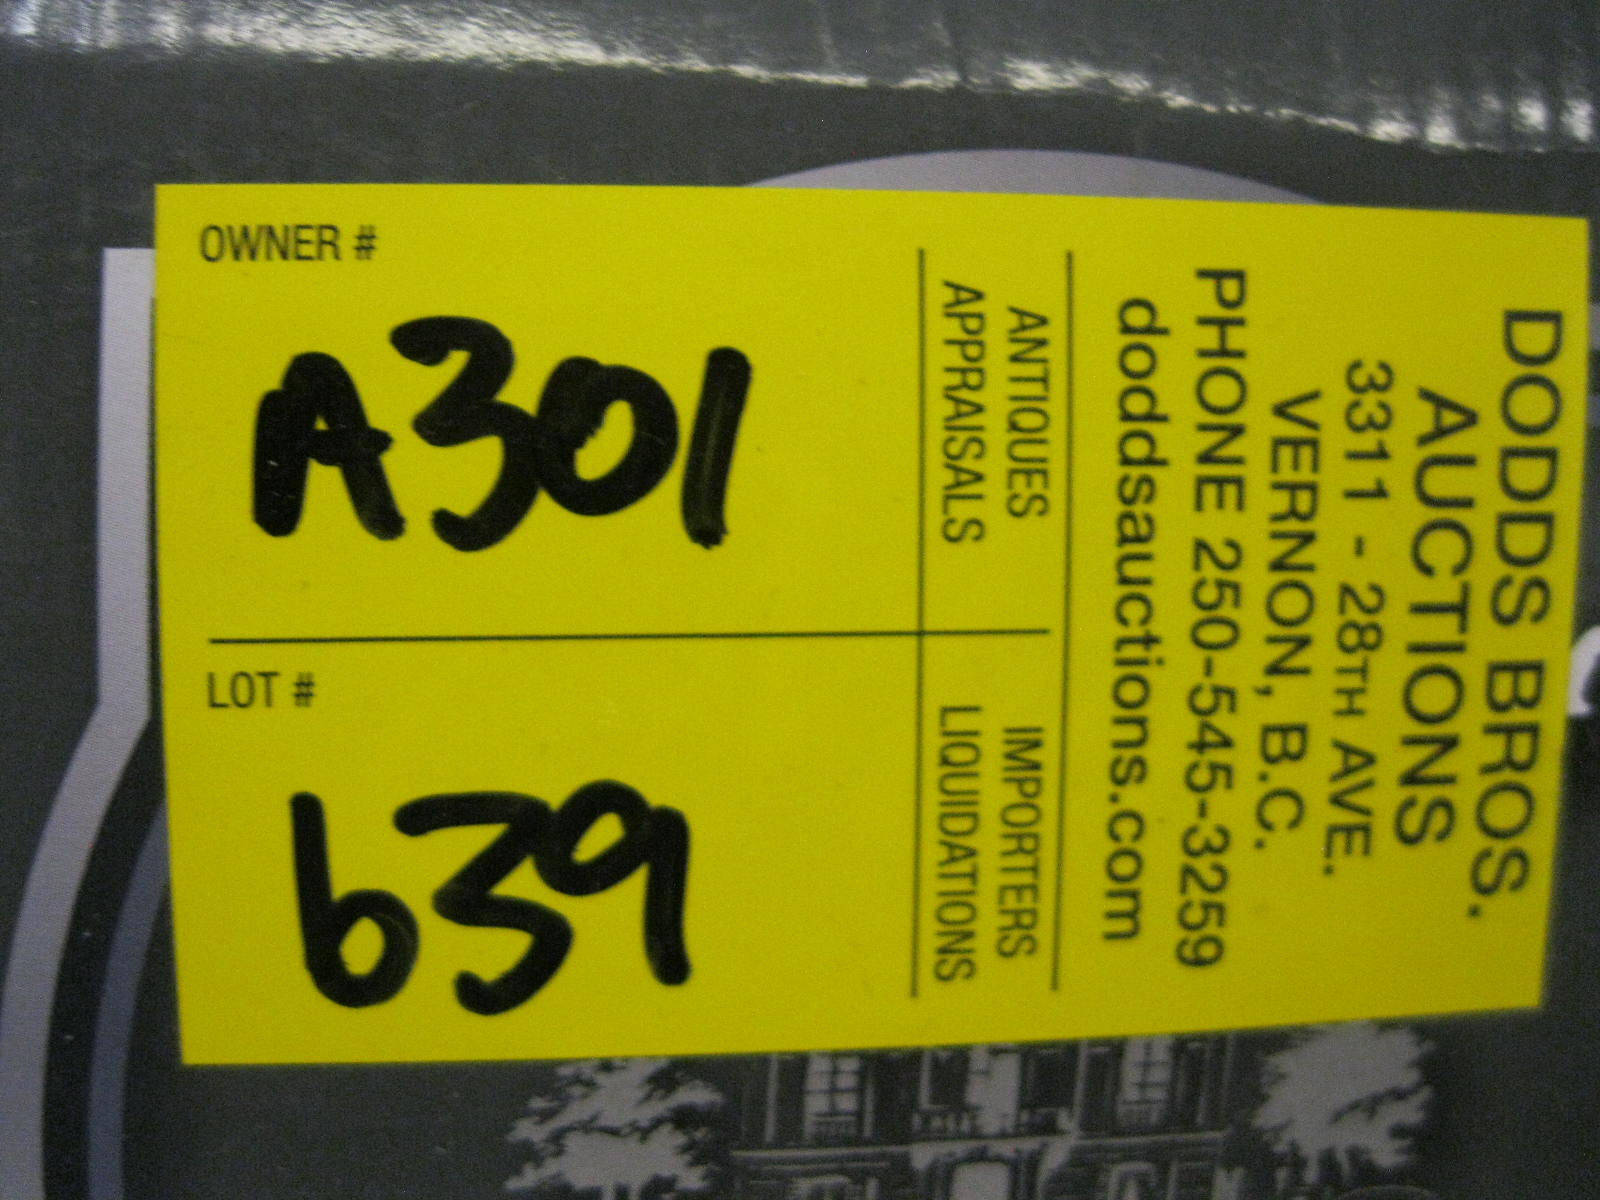 DODDS BROS.
AUCTIONS
3311 - 28TH AVE.
VERNON, B.C.
PHONE 250-545-3259
doddsauctions.com
ANTIQUES
APPRAISALS
IMPORTERS
LIQUIDATIONS
OWNER #
A301
LOT #
639